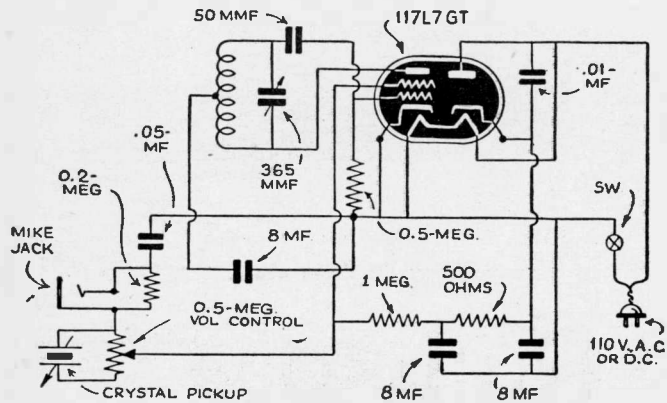 50 MMF
117L7 GT
.01-
MF
.05-
MF
365
MMF
0.2-
MEG
SW
MIKE
JACK
8 MF
0.5-MEG.
1 MEG.
500
OHMS
0.5-MEG.
VOL CONTROL
110 V. A.C.
OR D.C.
8 MF
8 MF
CRYSTAL PICKUP